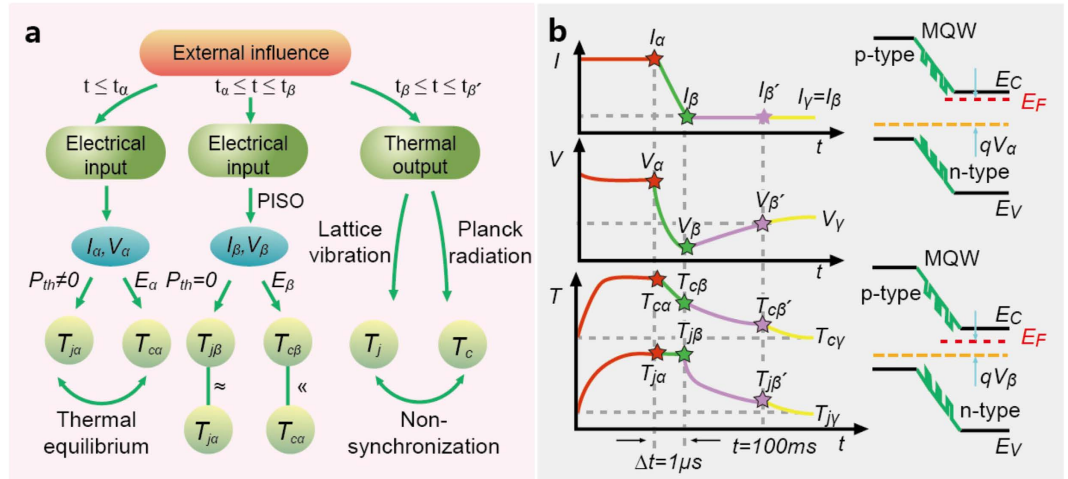 a
External influence
t ≤ tα
tα ≤ t ≤ tβ
tβ ≤ t ≤ tβ′
Electrical
input
Electrical
input
Thermal
output
PISO
Lattice
vibration
Planck
radiation
Iα,Vα
Iβ,Vβ
Pth≠0
Eα
Pth=0
Eβ
Tjα
Tcα
Tjβ
Tcβ
Tj
Tc
≈
«
Thermal
equilibrium
Tjα
Tcα
Non-
synchronization
b
I
Iα
Iβ
Iβ′
Iγ=Iβ
t
V
Vα
Vβ
Vβ′
Vγ
t
T
Tcα
Tcβ
Tcβ′
Tcγ
Tjα
Tjβ
Tjβ′
Tjγ
t
Δt=1μs
t=100ms
MQW
p-type
EC
EF
qVα
n-type
EV
MQW
p-type
EC
EF
qVβ
n-type
EV